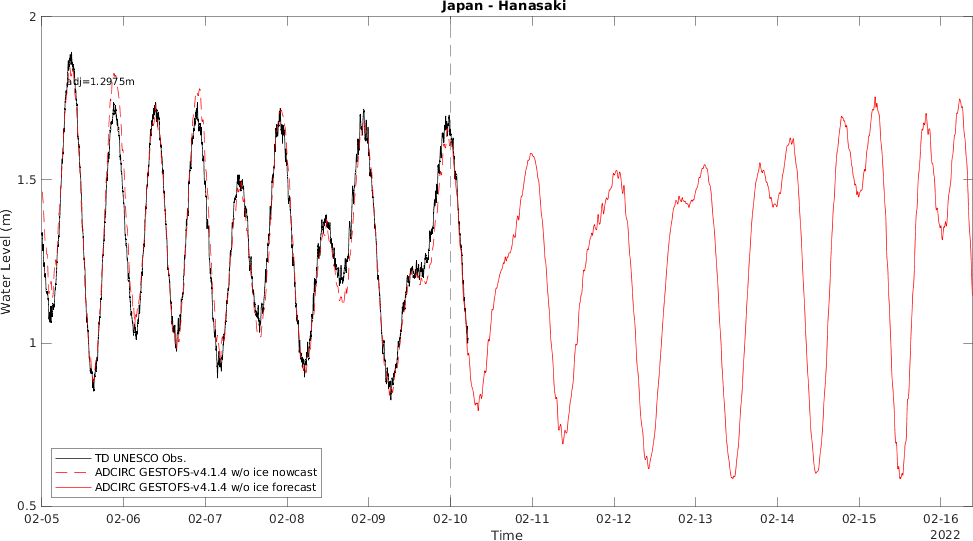 Japan - Hanasaki
2
1.5
1
0.5
Water Level (m)
adj=1.2975m
TD UNESCO Obs.
ADCIRC GESTOFS-v4.1.4 w/o ice nowcast
ADCIRC GESTOFS-v4.1.4 w/o ice forecast
02-05 02-06 02-07 02-08 02-09 02-10 02-11 02-12 02-13 02-14 02-15 02-16
Time 2022